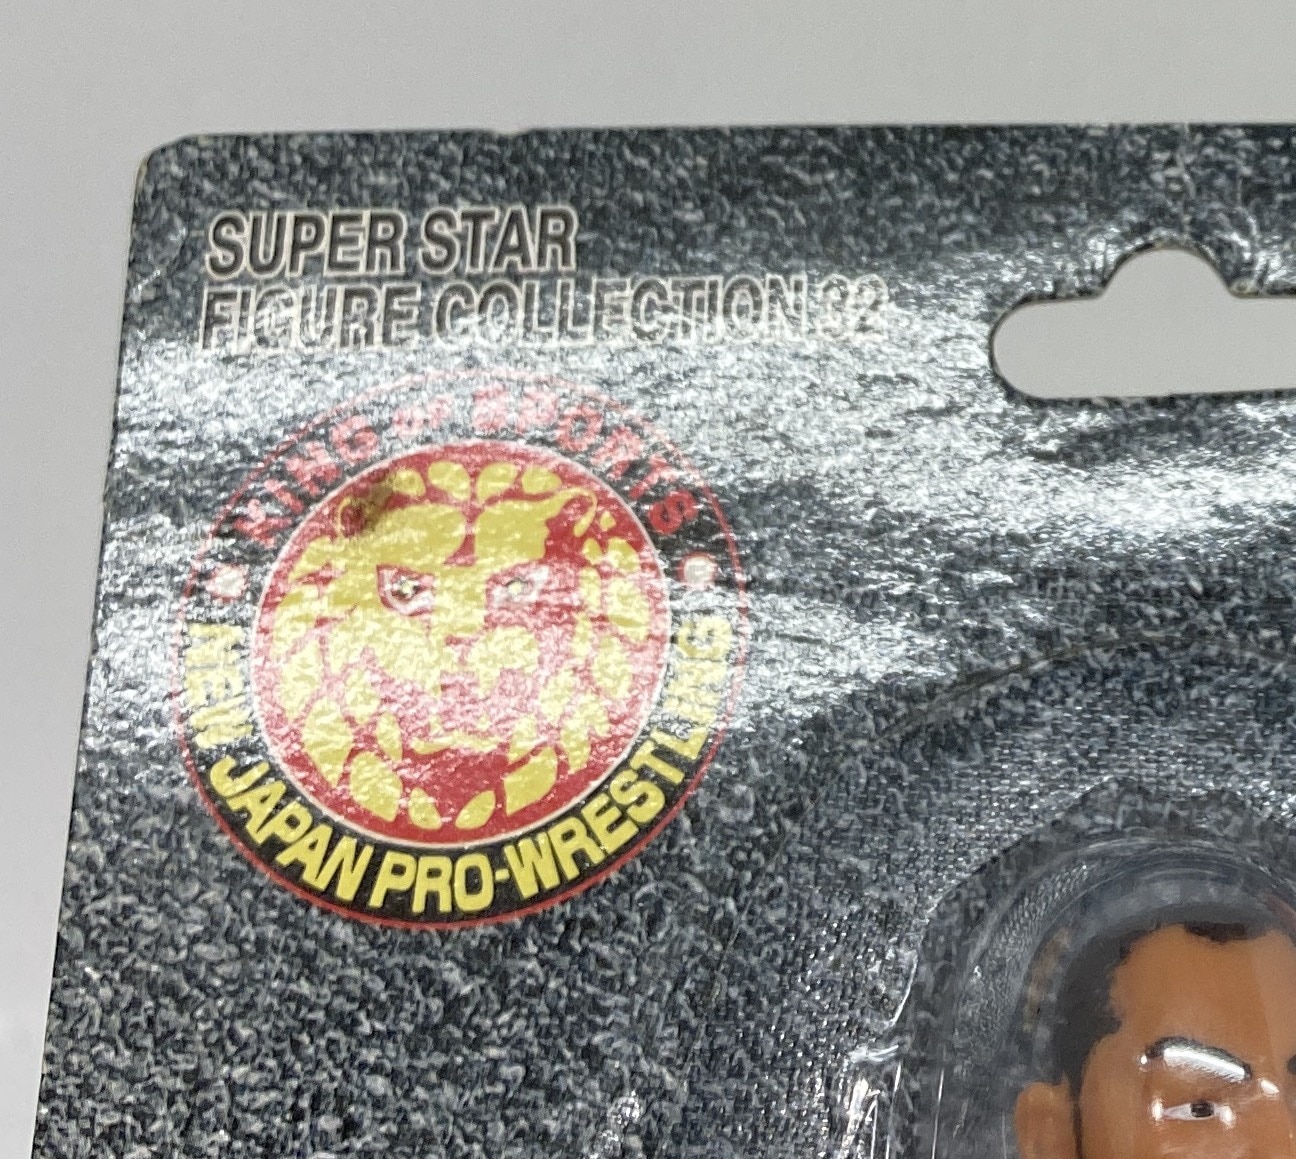 SUPER STAR
FIGURE COLLECTION 32
KING OF SPORTS
NEW JAPAN PRO-WRESTLING